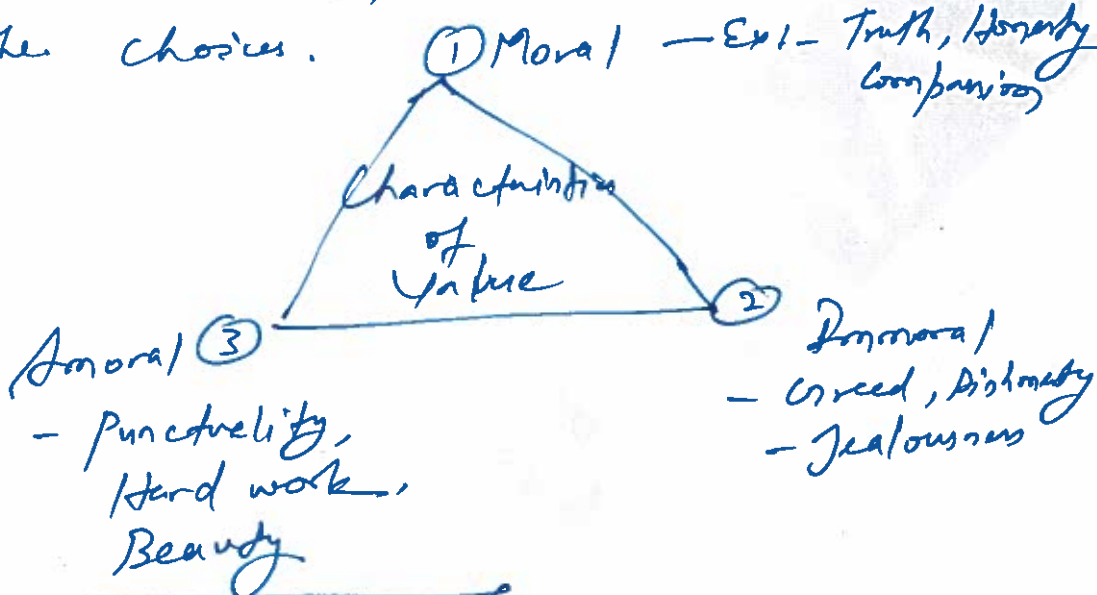 the choices.
① Moral — Ex:- Truth, Honesty
Compassion
Characteristics
of
Value
Amoral ③
- Punctuality,
Hard work,
Beauty
② Immoral
- Greed, Dishonesty
- Jealousness